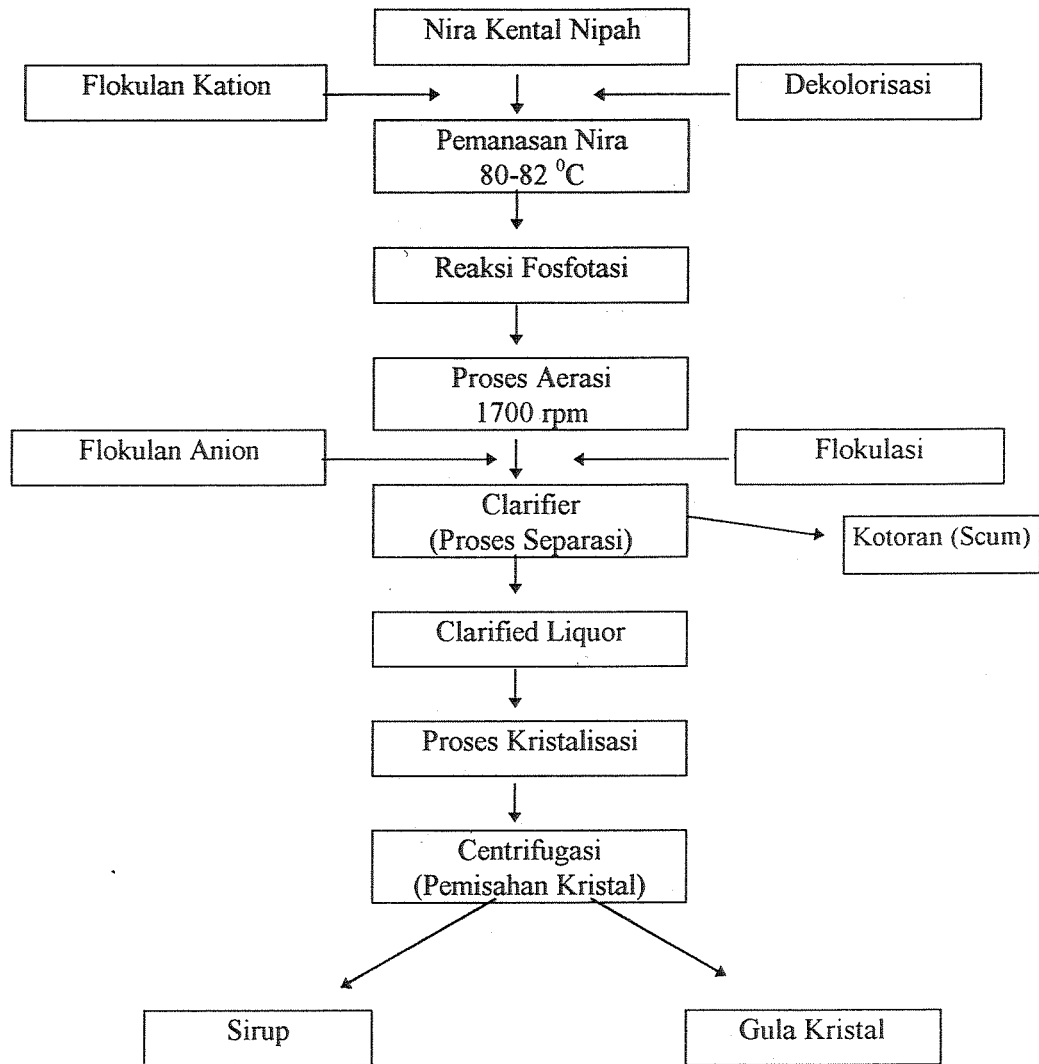 Nira Kental Nipah
Flokulan Kation
Dekolorisasi
Pemanasan Nira
80-82 ⁰C
Reaksi Fosfotasi
Proses Aerasi
1700 rpm
Flokulan Anion
Flokulasi
Clarifier
(Proses Separasi)
Kotoran (Scum)
Clarified Liquor
Proses Kristalisasi
Centrifugasi
(Pemisahan Kristal)
Sirup
Gula Kristal